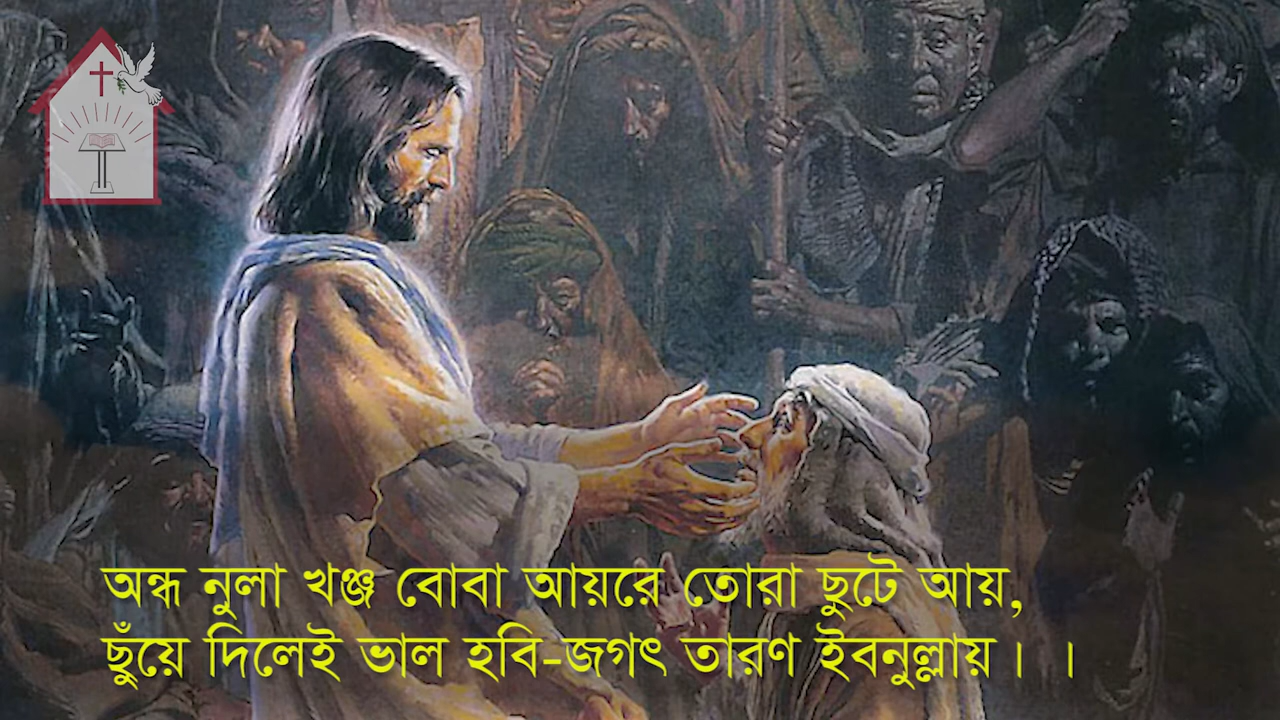 অন্ধ নুলা খঞ্জ বোবা আয়রে তোরা ছুটে আয়,
ছুঁয়ে দিলেই ভাল হবি-জগৎ তারণ ইবনুল্লায়। ।